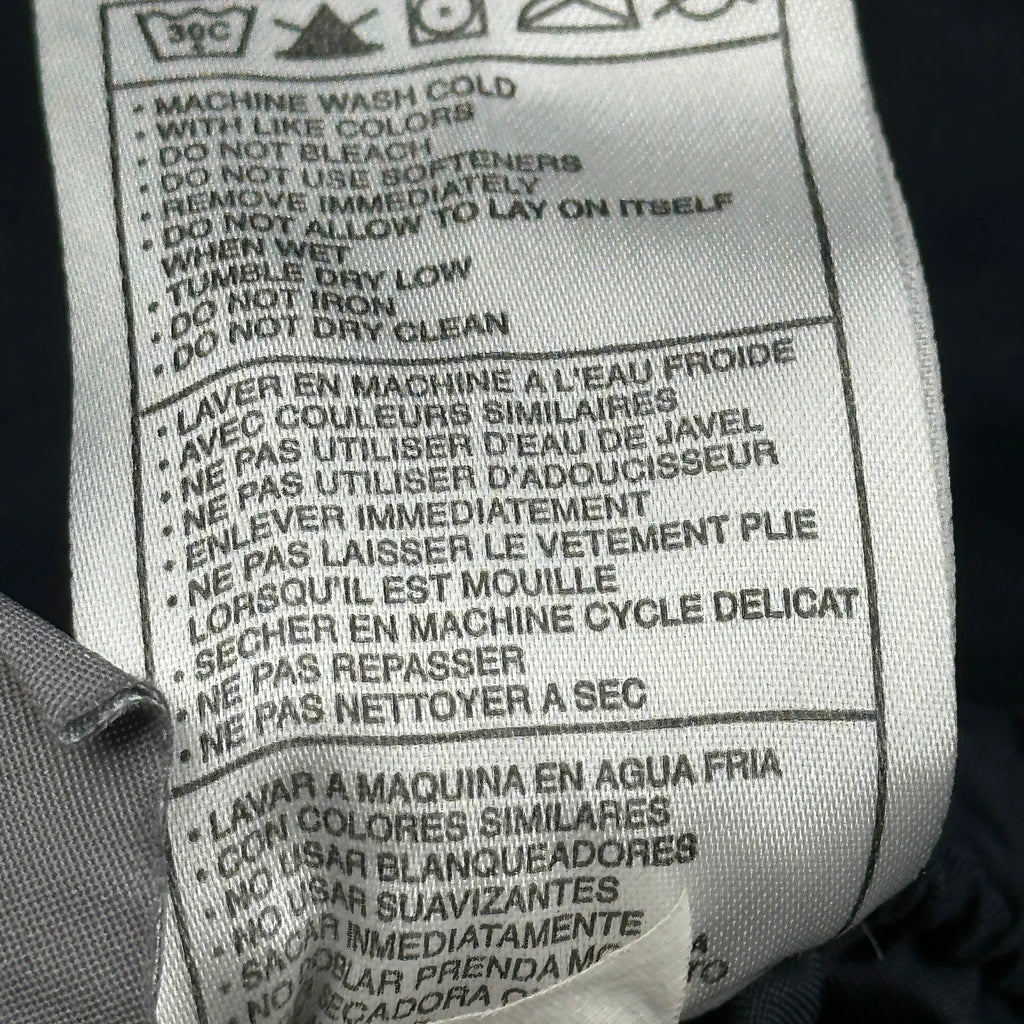 30C
• MACHINE WASH COLD
• WITH LIKE COLORS
• DO NOT BLEACH
• DO NOT USE SOFTENERS
• REMOVE IMMEDIATELY
• DO NOT ALLOW TO LAY ON ITSELF
WHEN WET
• TUMBLE DRY LOW
• DO NOT IRON
• DO NOT DRY CLEAN
• LAVER EN MACHINE A L'EAU FROIDE
• AVEC COULEURS SIMILAIRES
• NE PAS UTILISER D'EAU DE JAVEL
• NE PAS UTILISER D'ADOUCISSEUR
• ENLEVER IMMEDIATEMENT
• NE PAS LAISSER LE VETEMENT PLIE
LORSQU'IL EST MOUILLE
• SECHER EN MACHINE CYCLE DELICAT
• NE PAS REPASSER
• NE PAS NETTOYER A SEC
• LAVAR A MAQUINA EN AGUA FRIA
• CON COLORES SIMILARES
• NO USAR BLANQUEADORES
• NO USAR SUAVIZANTES
• SACAR INMEDIATAMENTE
• NO DOBLAR PRENDA